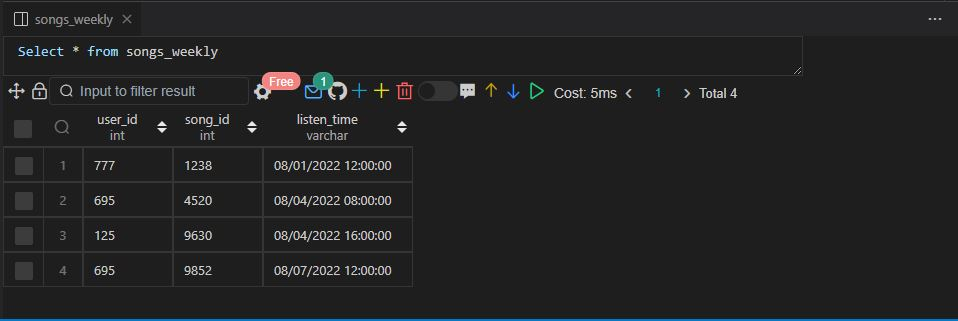 songs_weekly
Select * from songs_weekly
Input to filter result Free 1 Cost: 5ms 1 Total 4
user_id song_id listen_time
int int varchar
1 777 1238 08/01/2022 12:00:00
2 695 4520 08/04/2022 08:00:00
3 125 9630 08/04/2022 16:00:00
4 695 9852 08/07/2022 12:00:00